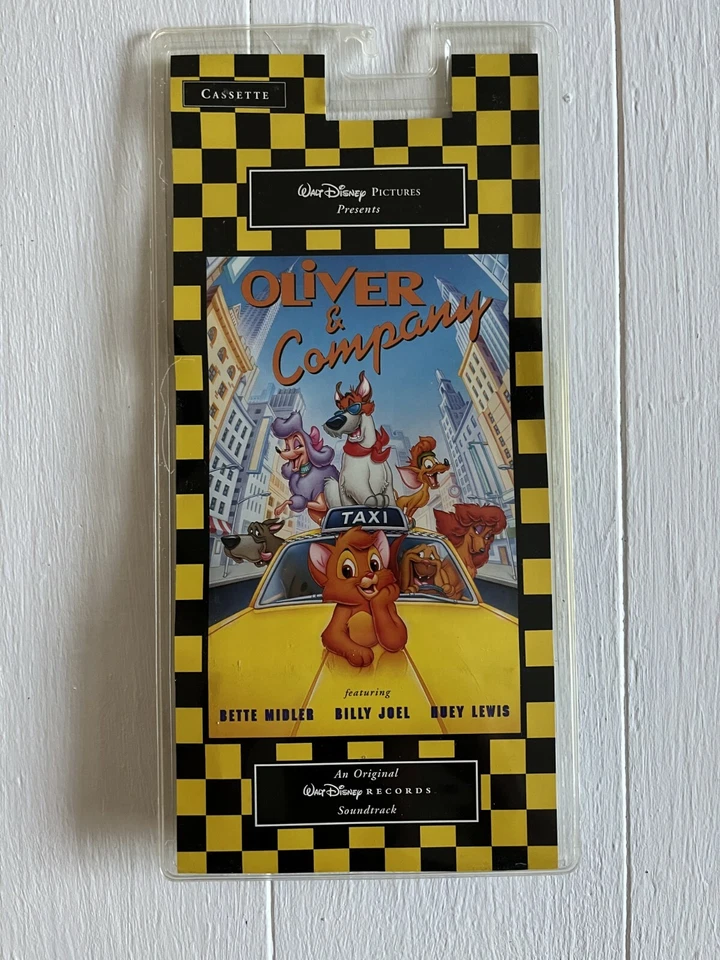 CASSETTE
WALT DISNEY PICTURES
Presents
OLIVER
&
Company
TAXI
featuring
BETTE MIDLER BILLY JOEL HUEY LEWIS
An Original
WALT DISNEY RECORDS
Soundtrack